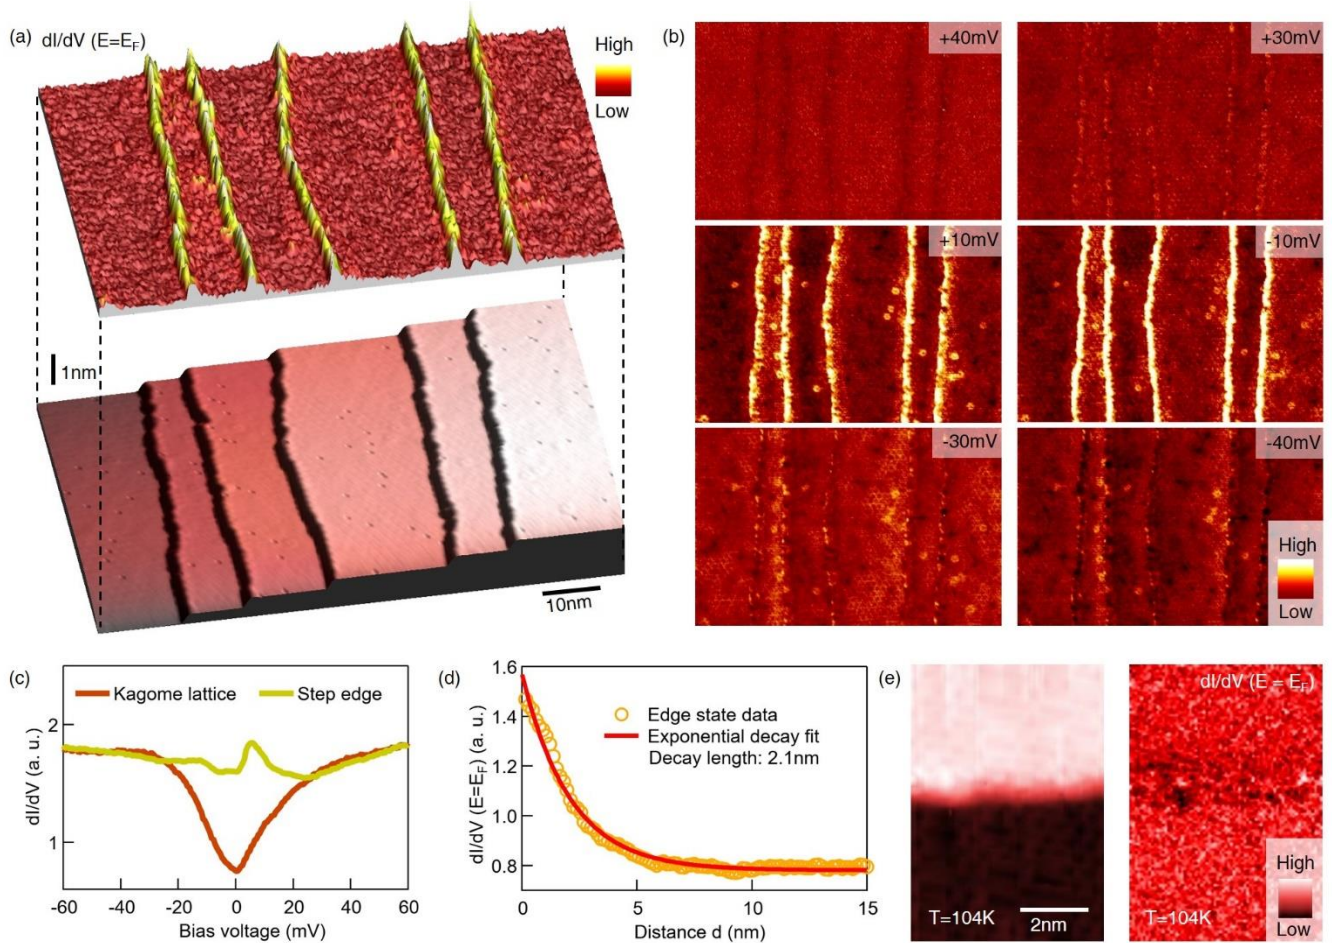 (a) dI/dV (E=E_F)
High
Low
1nm
10nm
(b)
+40mV
+30mV
+10mV
-10mV
-30mV
-40mV
High
Low
(c)
Kagome lattice
Step edge
2
1
dI/dV (a. u.)
-60 -40 -20 0 20 40 60
Bias voltage (mV)
(d)
1.6
1.4
1.2
1.0
0.8
dI/dV (E=E_F) (a. u.)
Edge state data
Exponential decay fit
Decay length: 2.1nm
0 5 10 15
Distance d (nm)
(e)
T=104K
2nm
dI/dV (E = E_F)
T=104K
High
Low